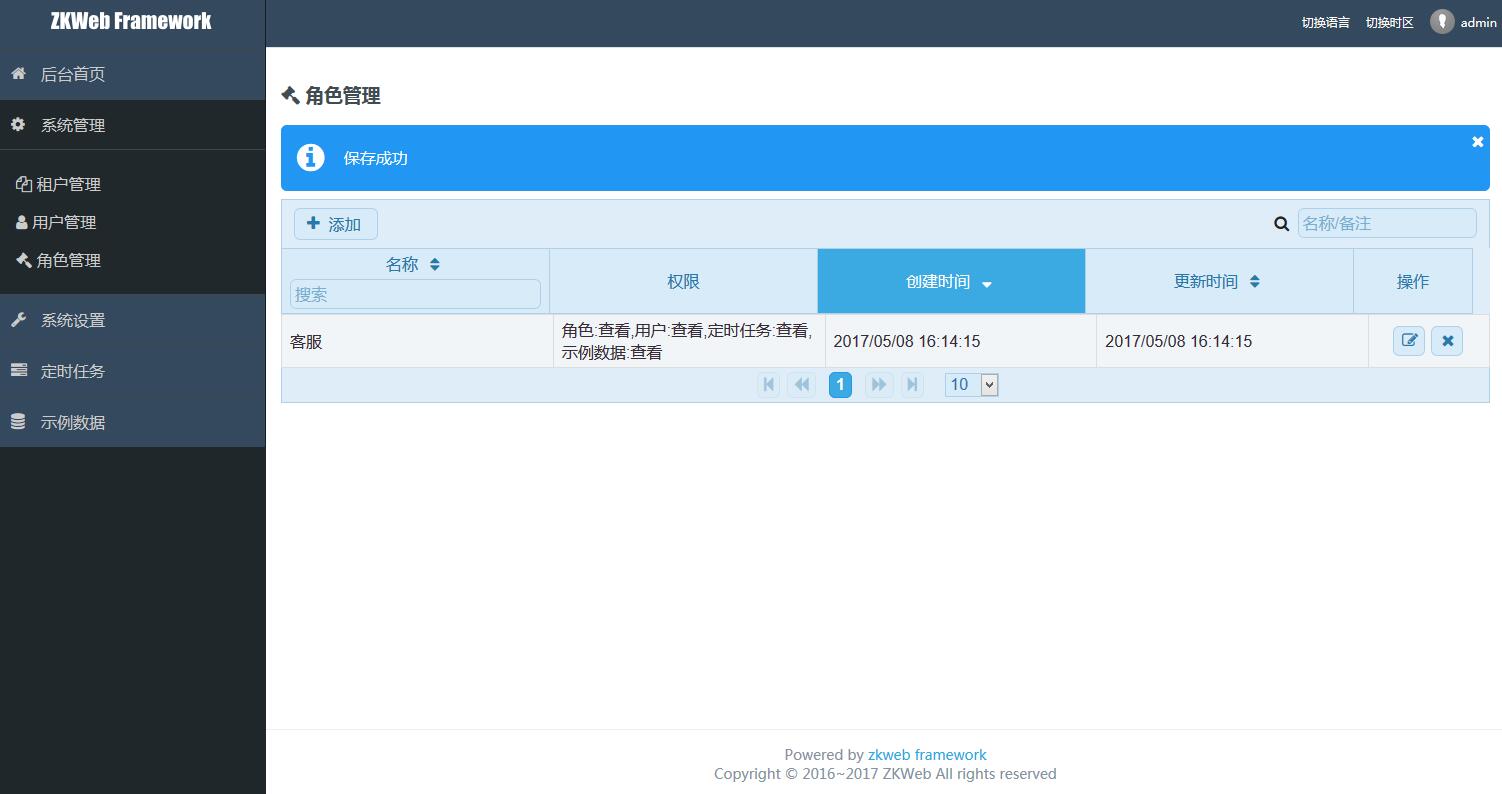 ZKWeb Framework
切换语言 切换时区 admin
后台首页
系统管理
租户管理
用户管理
角色管理
系统设置
定时任务
示例数据
角色管理
保存成功
添加
名称/备注
名称 权限 创建时间 更新时间 操作
搜索
客服 角色:查看,用户:查看,定时任务:查看, 2017/05/08 16:14:15 2017/05/08 16:14:15
示例数据:查看
1 10
Powered by zkweb framework
Copyright © 2016~2017 ZKWeb All rights reserved